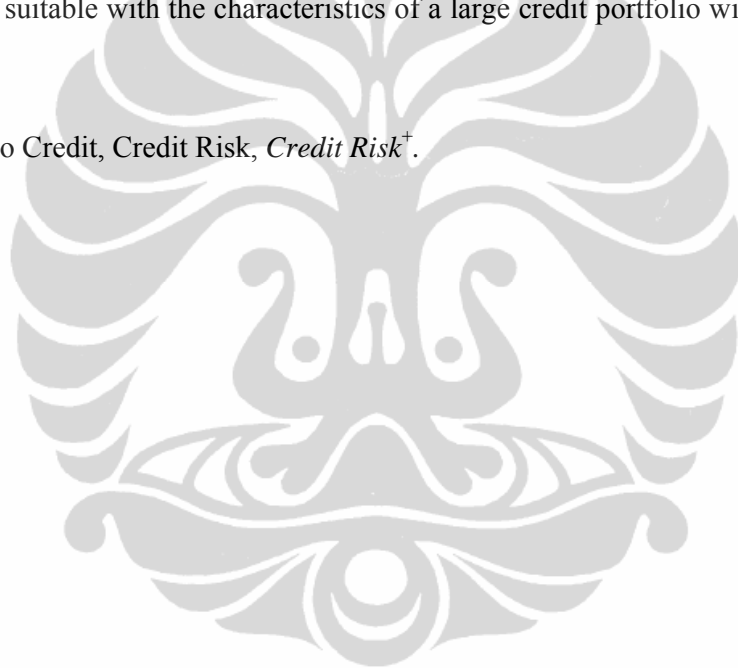 suitable with the characteristics of a large credit portfolio wi
o Credit, Credit Risk, Credit Risk+.